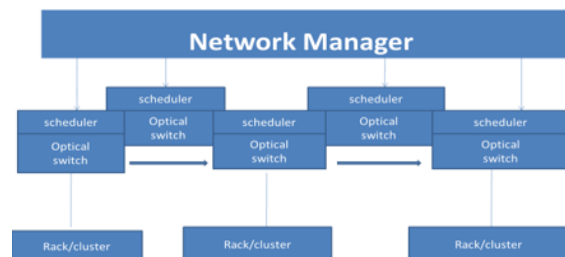 Network Manager
scheduler
scheduler
Optical
switch
Optical
switch
scheduler
scheduler
scheduler
Optical
switch
Optical
switch
Optical
switch
Rack/cluster
Rack/cluster
Rack/cluster